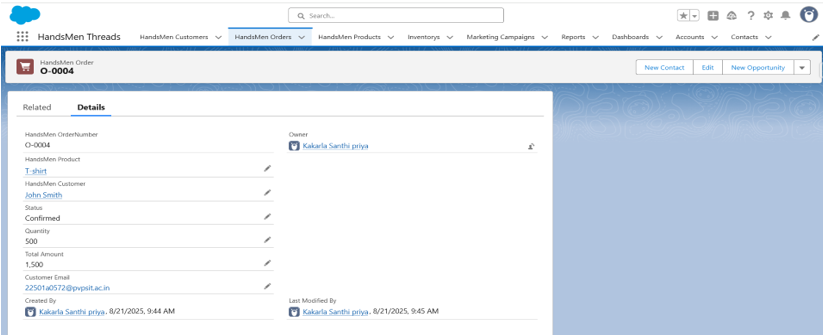 Search...
HandsMen Threads HandsMen Customers HandsMen Orders HandsMen Products Inventorys Marketing Campaigns Reports Dashboards Accounts Contacts
HandsMen Order
O-0004
New Contact Edit New Opportunity
Related Details
HandsMen OrderNumber Owner
O-0004 Kakarla Santhi priya
HandsMen Product
T-shirt
HandsMen Customer
John Smith
Status
Confirmed
Quantity
500
Total Amount
1,500
Customer Email
22501a0572@pvpsit.ac.in
Created By Last Modified By
Kakarla Santhi priya, 8/21/2025, 9:44 AM Kakarla Santhi priya, 8/21/2025, 9:45 AM